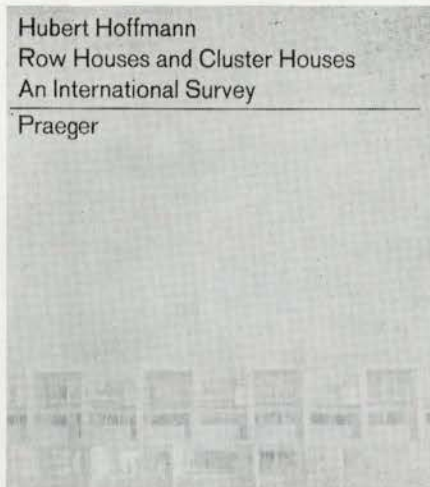 Hubert Hoffmann
Row Houses and Cluster Houses
An International Survey
Praeger